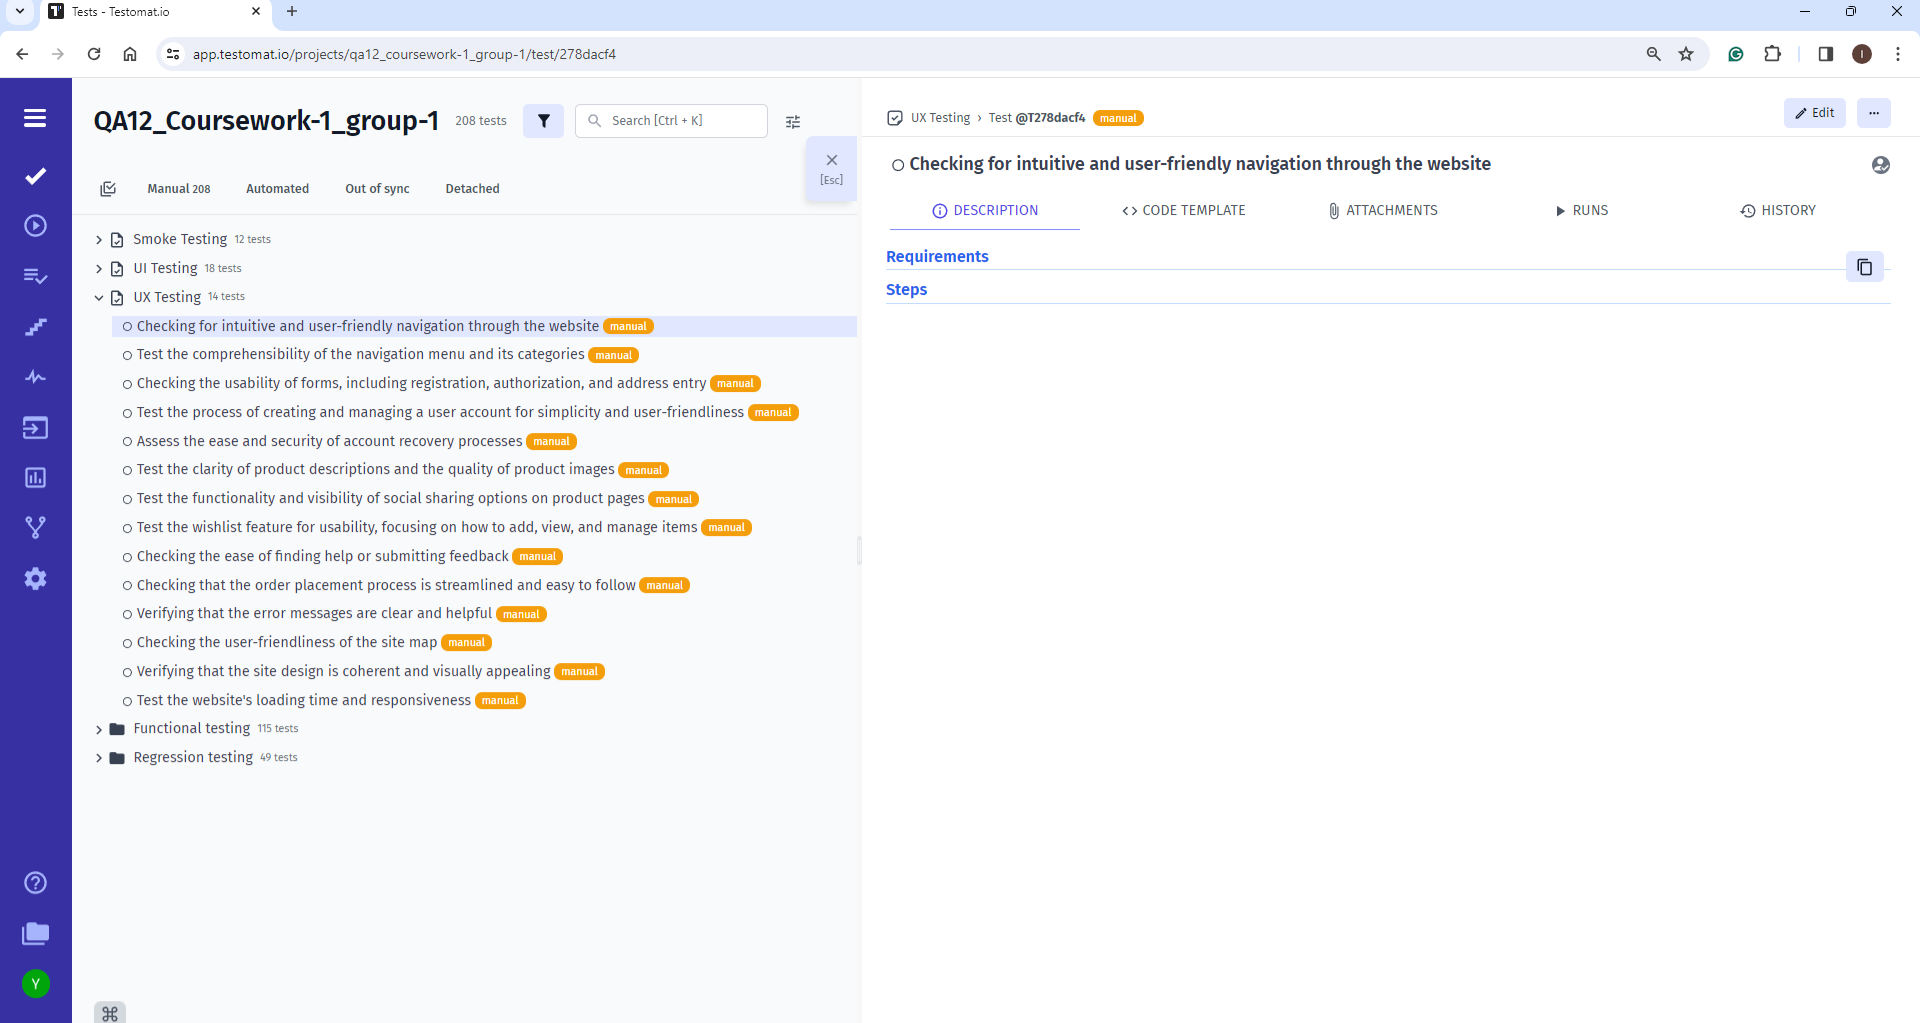 Tests - Testomat.io
app.testomat.io/projects/qa12_coursework-1_group-1/test/278dacf4
QA12_Coursework-1_group-1 208 tests Search [Ctrl + K]
[Esc]
Manual 208 Automated Out of sync Detached
Smoke Testing 12 tests
UI Testing 18 tests
UX Testing 14 tests
Checking for intuitive and user-friendly navigation through the website manual
Test the comprehensibility of the navigation menu and its categories manual
Checking the usability of forms, including registration, authorization, and address entry manual
Test the process of creating and managing a user account for simplicity and user-friendliness manual
Assess the ease and security of account recovery processes manual
Test the clarity of product descriptions and the quality of product images manual
Test the functionality and visibility of social sharing options on product pages manual
Test the wishlist feature for usability, focusing on how to add, view, and manage items manual
Checking the ease of finding help or submitting feedback manual
Checking that the order placement process is streamlined and easy to follow manual
Verifying that the error messages are clear and helpful manual
Checking the user-friendliness of the site map manual
Verifying that the site design is coherent and visually appealing manual
Test the website's loading time and responsiveness manual
Functional testing 115 tests
Regression testing 49 tests
Y
UX Testing › Test @T278dacf4 manual
Edit ...
Checking for intuitive and user-friendly navigation through the website
DESCRIPTION CODE TEMPLATE ATTACHMENTS RUNS HISTORY
Requirements
Steps
I